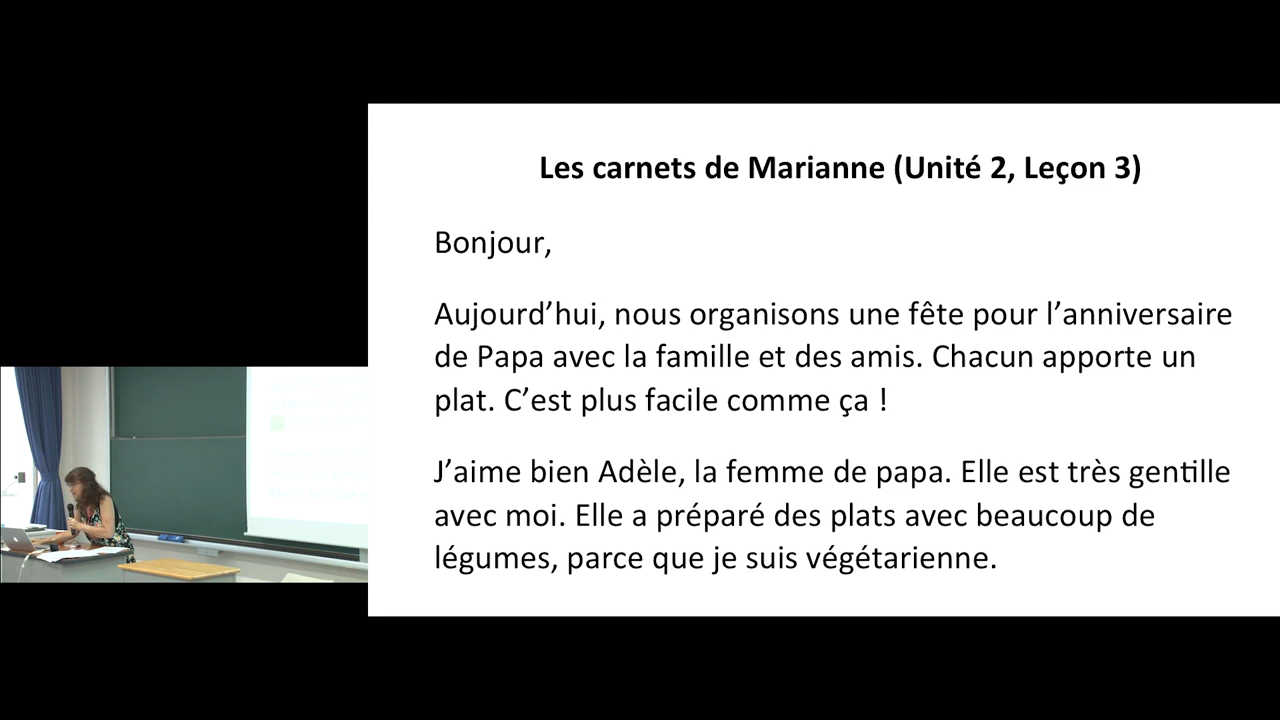 Les carnets de Marianne (Unité 2, Leçon 3)
Bonjour,
Aujourd’hui, nous organisons une fête pour l’anniversaire
de Papa avec la famille et des amis. Chacun apporte un
plat. C’est plus facile comme ça !
J’aime bien Adèle, la femme de papa. Elle est très gentille
avec moi. Elle a préparé des plats avec beaucoup de
légumes, parce que je suis végétarienne.